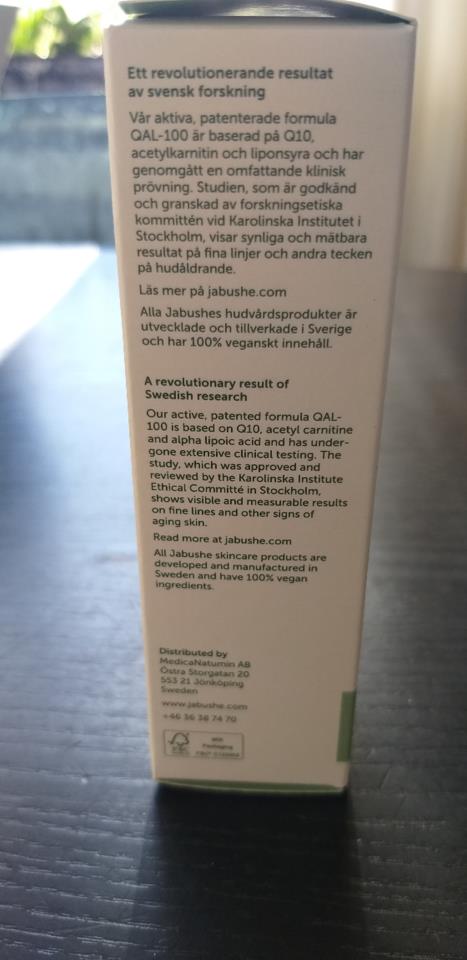 Ett revolutionerande resultat
av svensk forskning
Vår aktiva, patenterade formula
QAL-100 är baserad på Q10,
acetylkarnitin och liponsyra och har
genomgått en omfattande klinisk
prövning. Studien, som är godkänd
och granskad av forskningsetiska
kommittén vid Karolinska Institutet i
Stockholm, visar synliga och mätbara
resultat på fina linjer och andra tecken
på hudåldrande.
Läs mer på jabushe.com
Alla Jabushes hudvårdsprodukter är
utvecklade och tillverkade i Sverige
och har 100% veganskt innehåll.
A revolutionary result of
Swedish research
Our active, patented formula QAL-
100 is based on Q10, acetyl carnitine
and alpha lipoic acid and has under-
gone extensive clinical testing. The
study, which was approved and
reviewed by the Karolinska Institute
Ethical Committé in Stockholm,
shows visible and measurable results
on fine lines and other signs of
aging skin.
Read more at jabushe.com
All Jabushe skincare products are
developed and manufactured in
Sweden and have 100% vegan
ingredients.
Distributed by
MedicaNatumin AB
Östra Storgatan 20
553 21 Jönköping
Sweden
www.jabushe.com
+46 36 38 74 70
FSC
MIX
Packaging